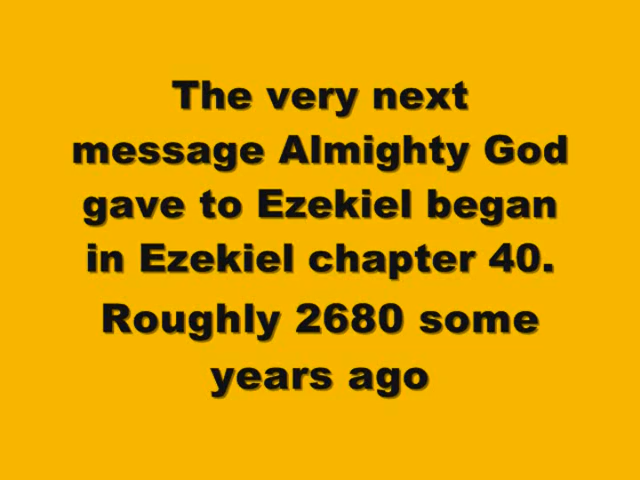 The very next
message Almighty God
gave to Ezekiel began
in Ezekiel chapter 40.
Roughly 2680 some
years ago